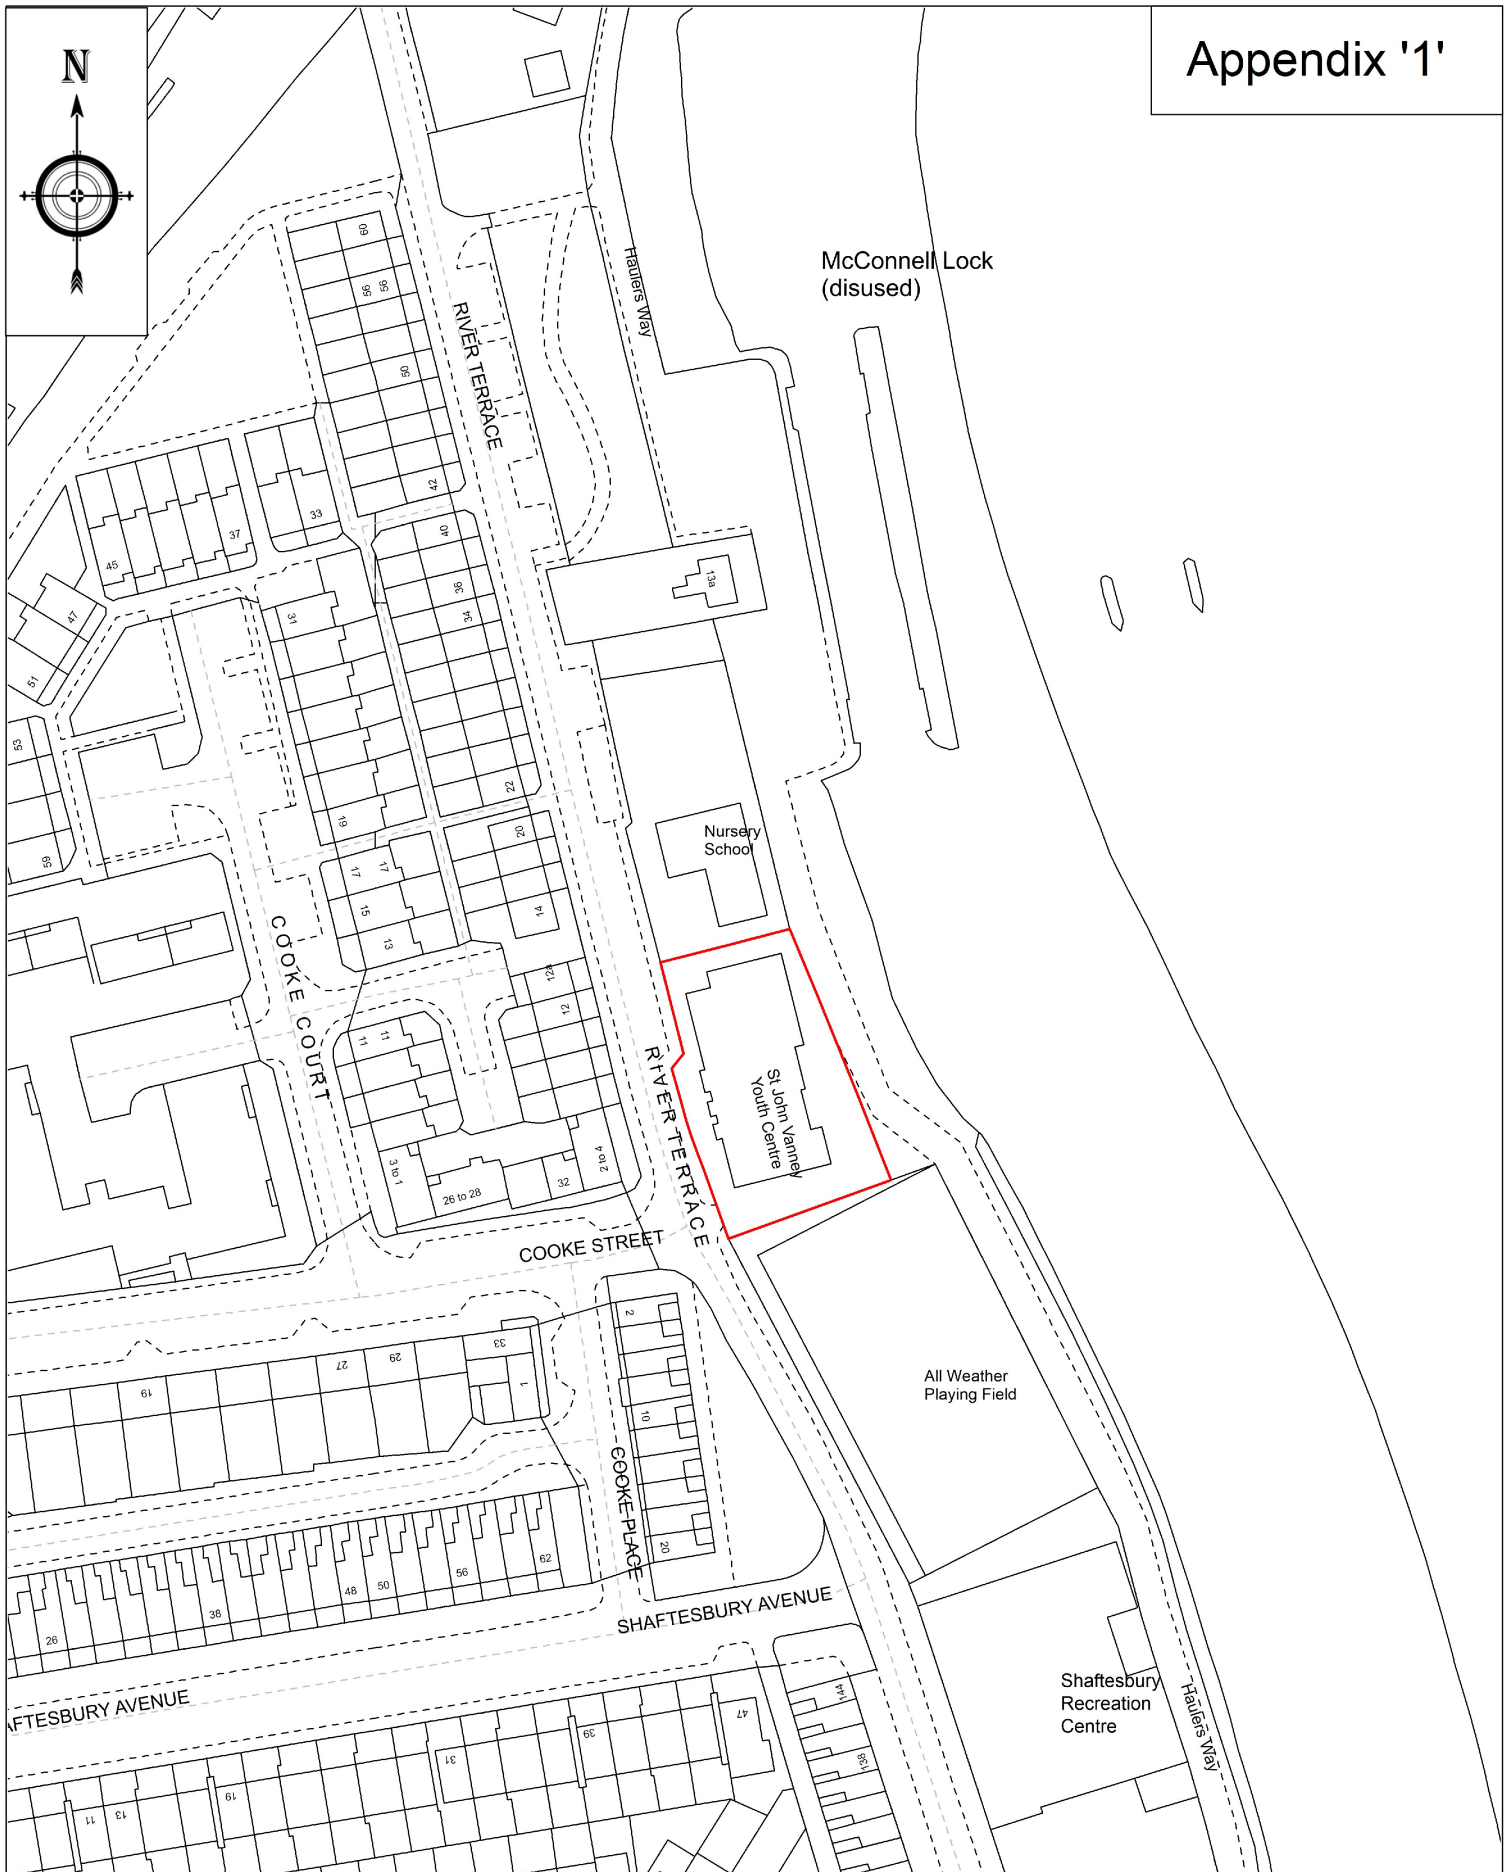 Appendix '1'
N
McConnell Lock
(disused)
Haulers Way
RIVER TERRACE
60
56
56
50
42
33
37
45
47
51
53
59
40
36
34
31
22
19
20
14
17
17
15
13
13a
Nursery
School
COOKE COURT
12a
12
11
11
RIVER TERRACE
St John Vanney
Youth Centre
3 to 1
26 to 28
32
2 to 4
COOKE STREET
2
10
20
COOKE PLACE
33
1
29
27
19
All Weather
Playing Field
62
56
50
48
38
26
SHAFTESBURY AVENUE
AFTESBURY AVENUE
Shaftesbury
Recreation
Centre
Haulers Way
144
138
47
39
31
19
13
11